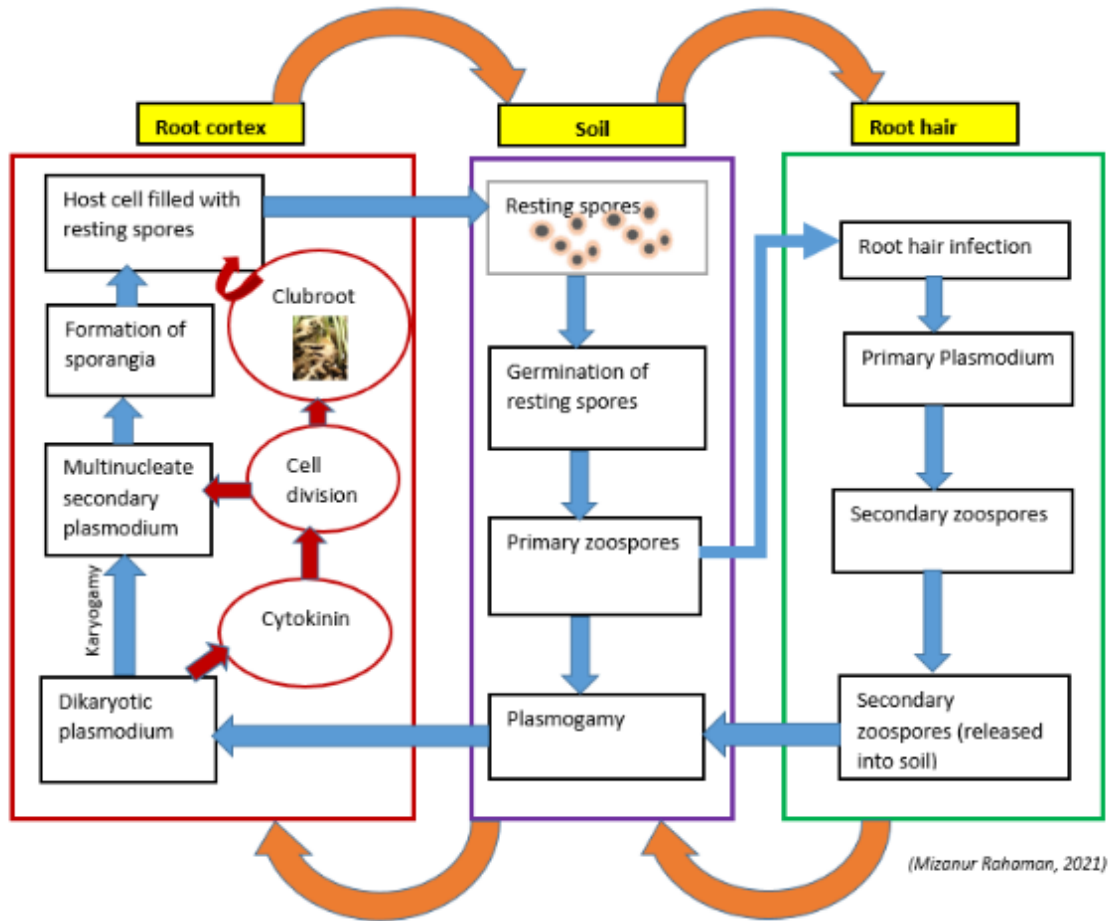 Root cortex
Soil
Root hair
Host cell filled with
resting spores
Clubroot
Formation of
sporangia
Multinucleate
secondary
plasmodium
Cell
division
Karyogamy
Cytokinin
Dikaryotic
plasmodium
Resting spores
Germination of
resting spores
Primary zoospores
Plasmogamy
Root hair infection
Primary Plasmodium
Secondary zoospores
Secondary
zoospores (released
into soil)
(Mizanur Rahaman, 2021)